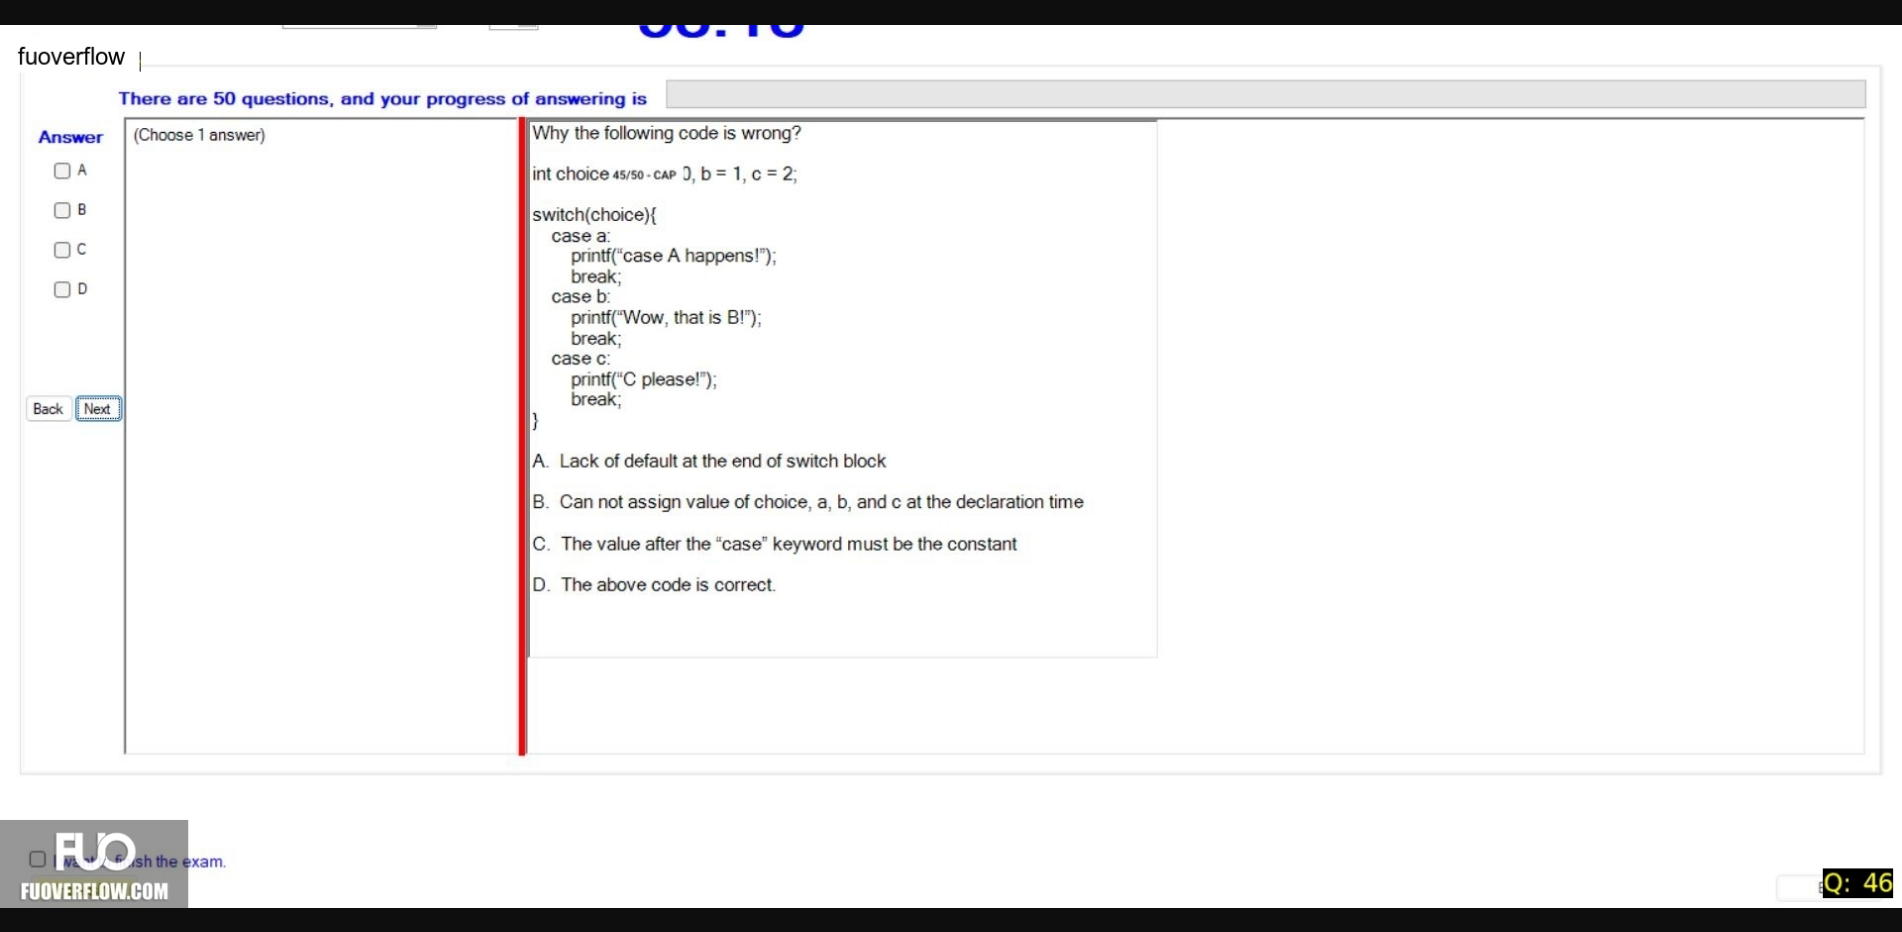 fuoverflow
There are 50 questions, and your progress of answering is
Answer
(Choose 1 answer)
A
B
C
D
Back
Next
Why the following code is wrong?
int choice 45/50 - CAP 0, b = 1, c = 2;
switch(choice){
case a:
printf(“case A happens!”);
break;
case b:
printf(“Wow, that is B!”);
break;
case c:
printf(“C please!”);
break;
}
A. Lack of default at the end of switch block
B. Can not assign value of choice, a, b, and c at the declaration time
C. The value after the “case” keyword must be the constant
D. The above code is correct.
FUO
I want finish the exam.
FUOVERFLOW.COM
Q: 46